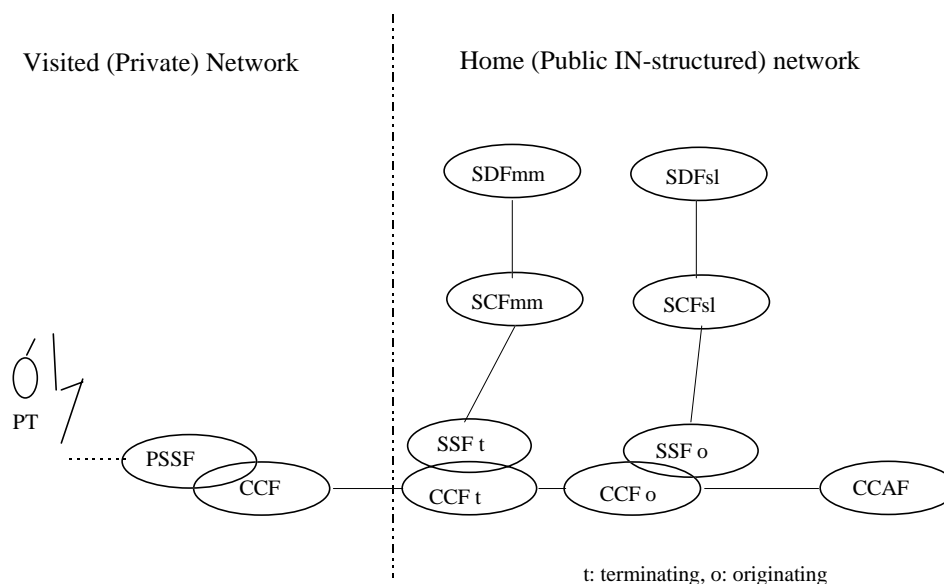 Visited (Private) Network
Home (Public IN-structured) network
SDFmm
SDFsl
SCFmm
SCFsl
PT
SSF t
SSF o
PSSF
CCF
CCF t
CCF o
CCAF
t: terminating, o: originating